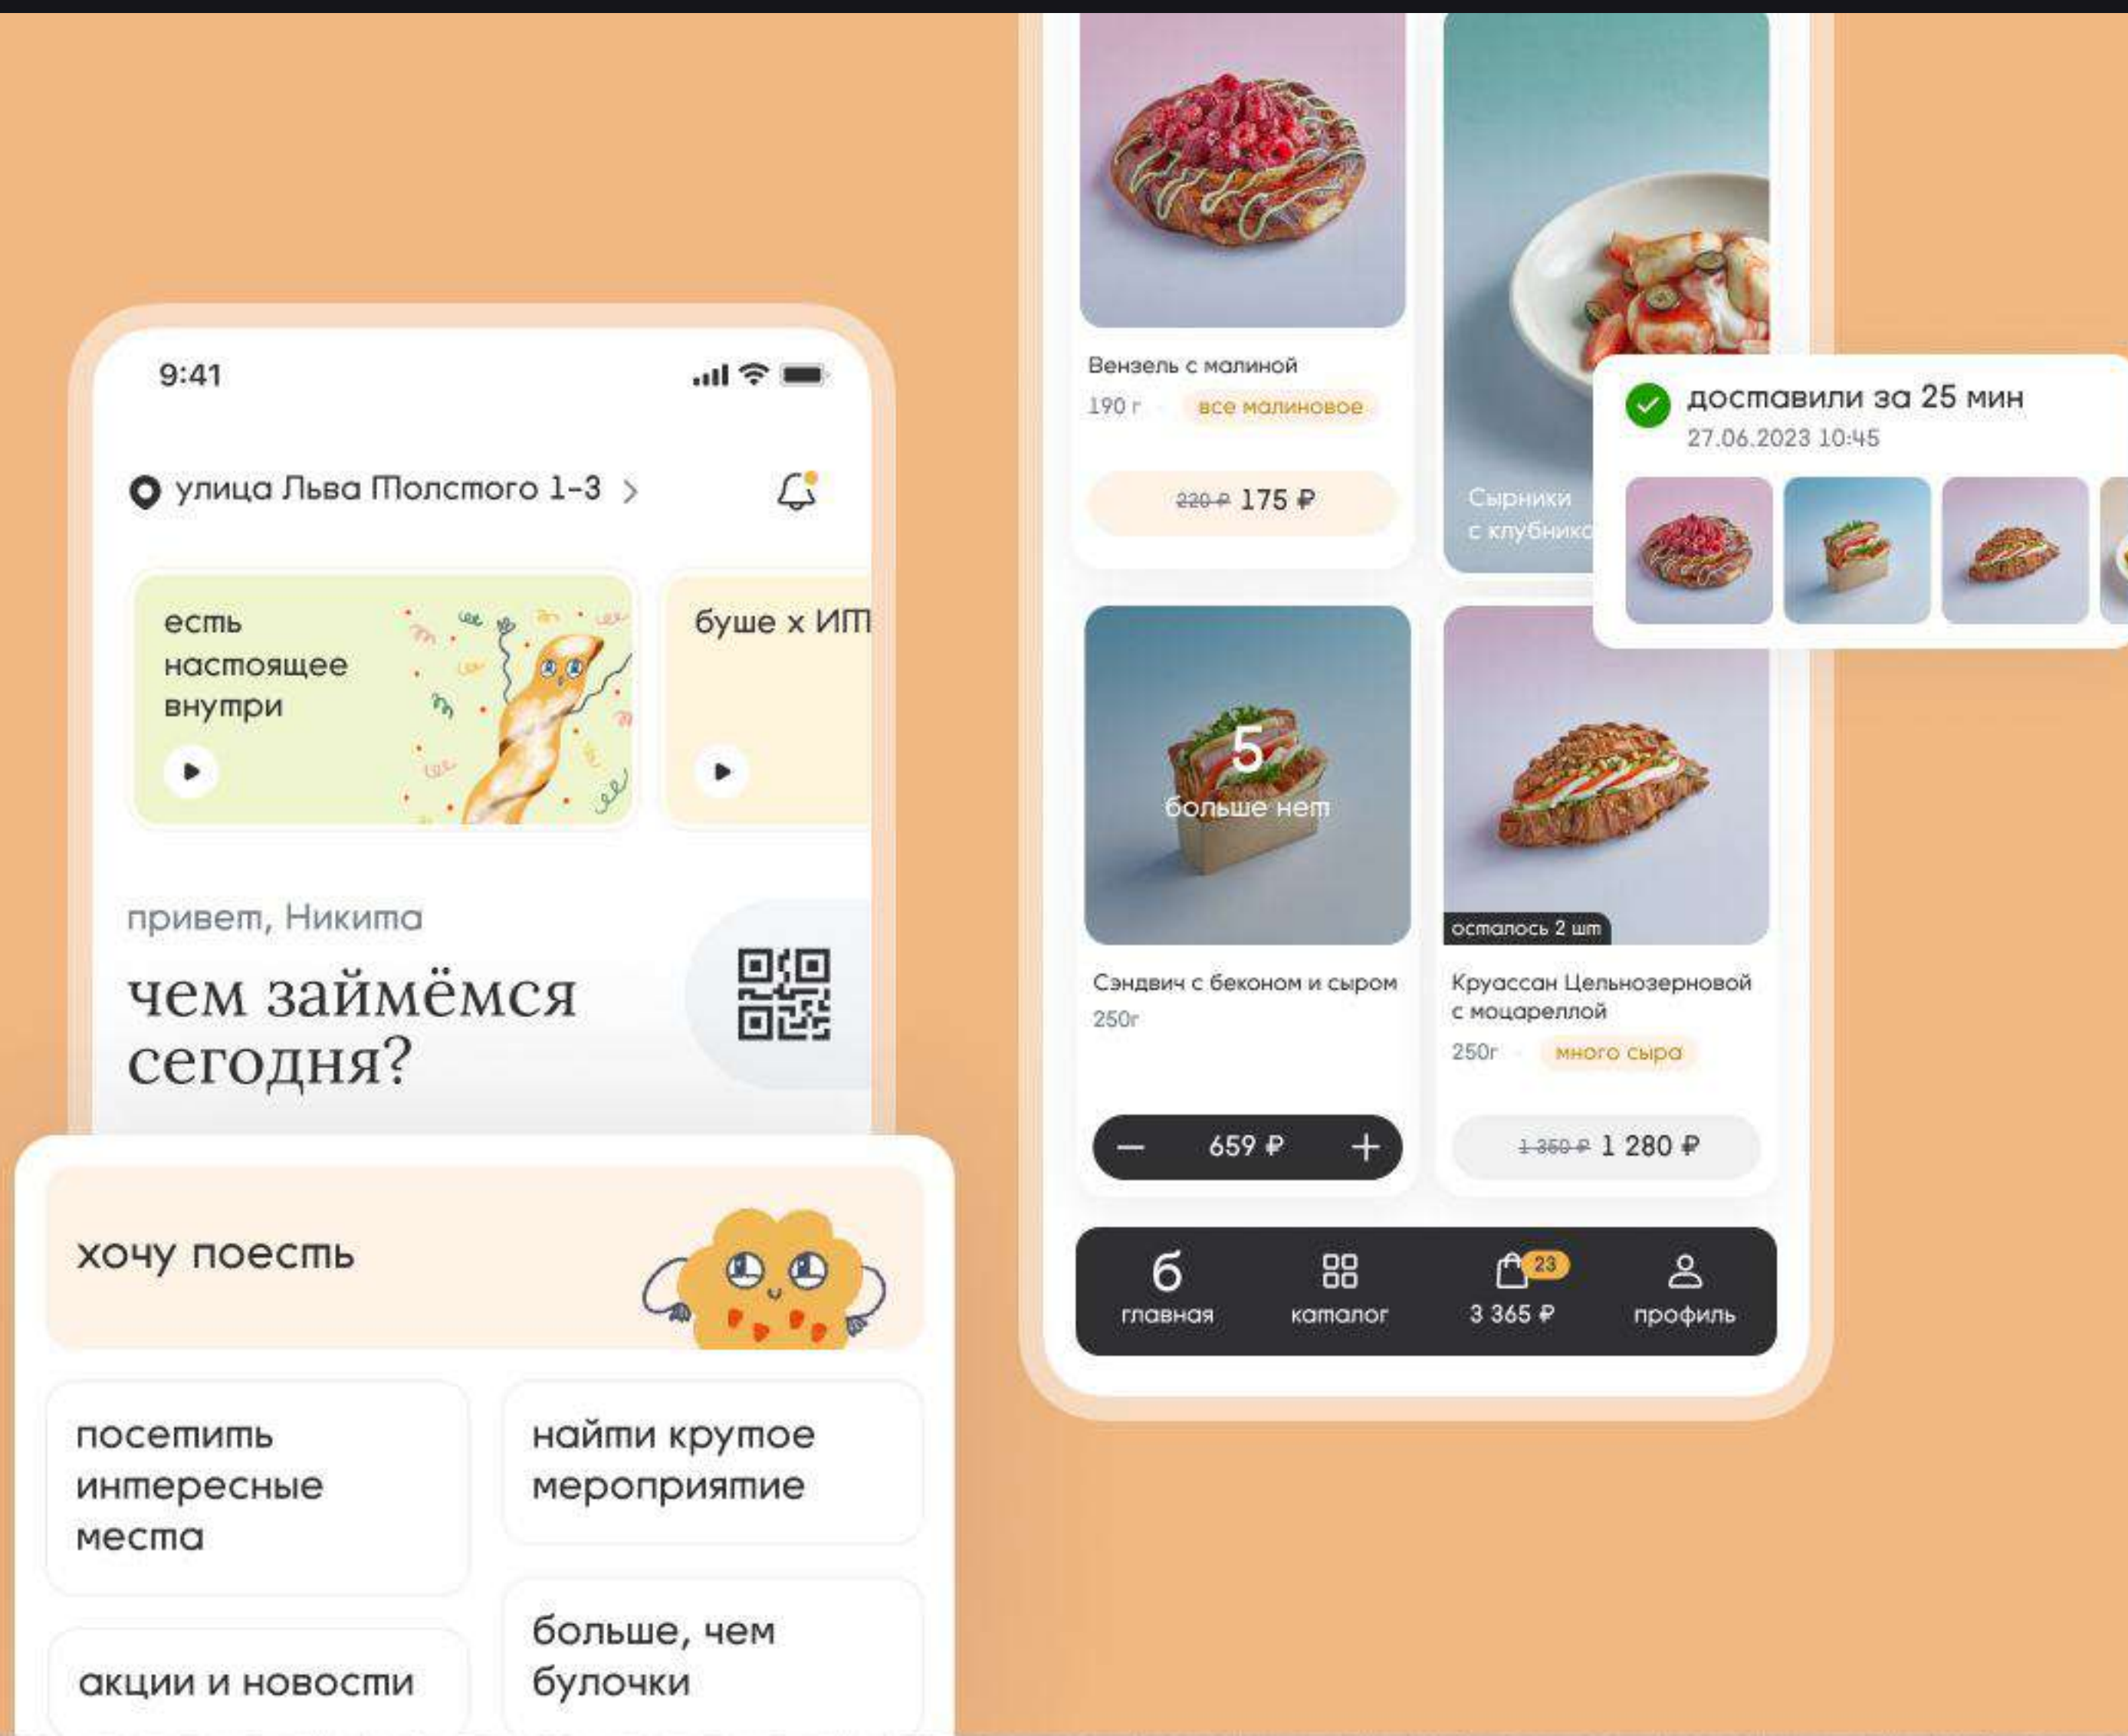 9:41
улица Льва Толстого 1-3
есть
настоящее
внутри
буше х ИТ
привет, Никита
чем займёмся
сегодня?
хочу поесть
посетить
интересные
места
найти крутое
мероприятие
акции и новости
больше, чем
булочки
Вензель с малиной
190 г
все малиновое
220 ₽ 175 ₽
Сырники
с клубнико
доставили за 25 мин
27.06.2023 10:45
5
больше нет
Сэндвич с беконом и сыром
250г
659 ₽
осталось 2 шт
Круассан Цельнозерновой
с моцареллой
250г
много сыра
1 350 ₽ 1 280 ₽
б
главная
каталог
23
3 365 ₽
профиль